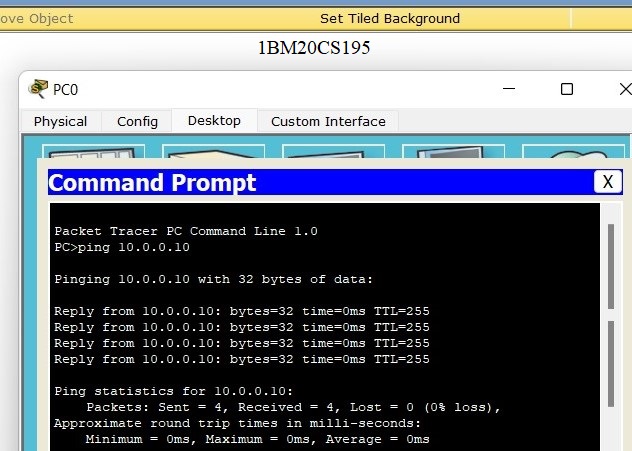 ove Object Set Tiled Background
1BM20CS195
PC0
Physical Config Desktop Custom Interface
Command Prompt X
Packet Tracer PC Command Line 1.0
PC>ping 10.0.0.10
Pinging 10.0.0.10 with 32 bytes of data:
Reply from 10.0.0.10: bytes=32 time=0ms TTL=255
Reply from 10.0.0.10: bytes=32 time=0ms TTL=255
Reply from 10.0.0.10: bytes=32 time=0ms TTL=255
Reply from 10.0.0.10: bytes=32 time=0ms TTL=255
Ping statistics for 10.0.0.10:
    Packets: Sent = 4, Received = 4, Lost = 0 (0% loss),
Approximate round trip times in milli-seconds:
    Minimum = 0ms, Maximum = 0ms, Average = 0ms